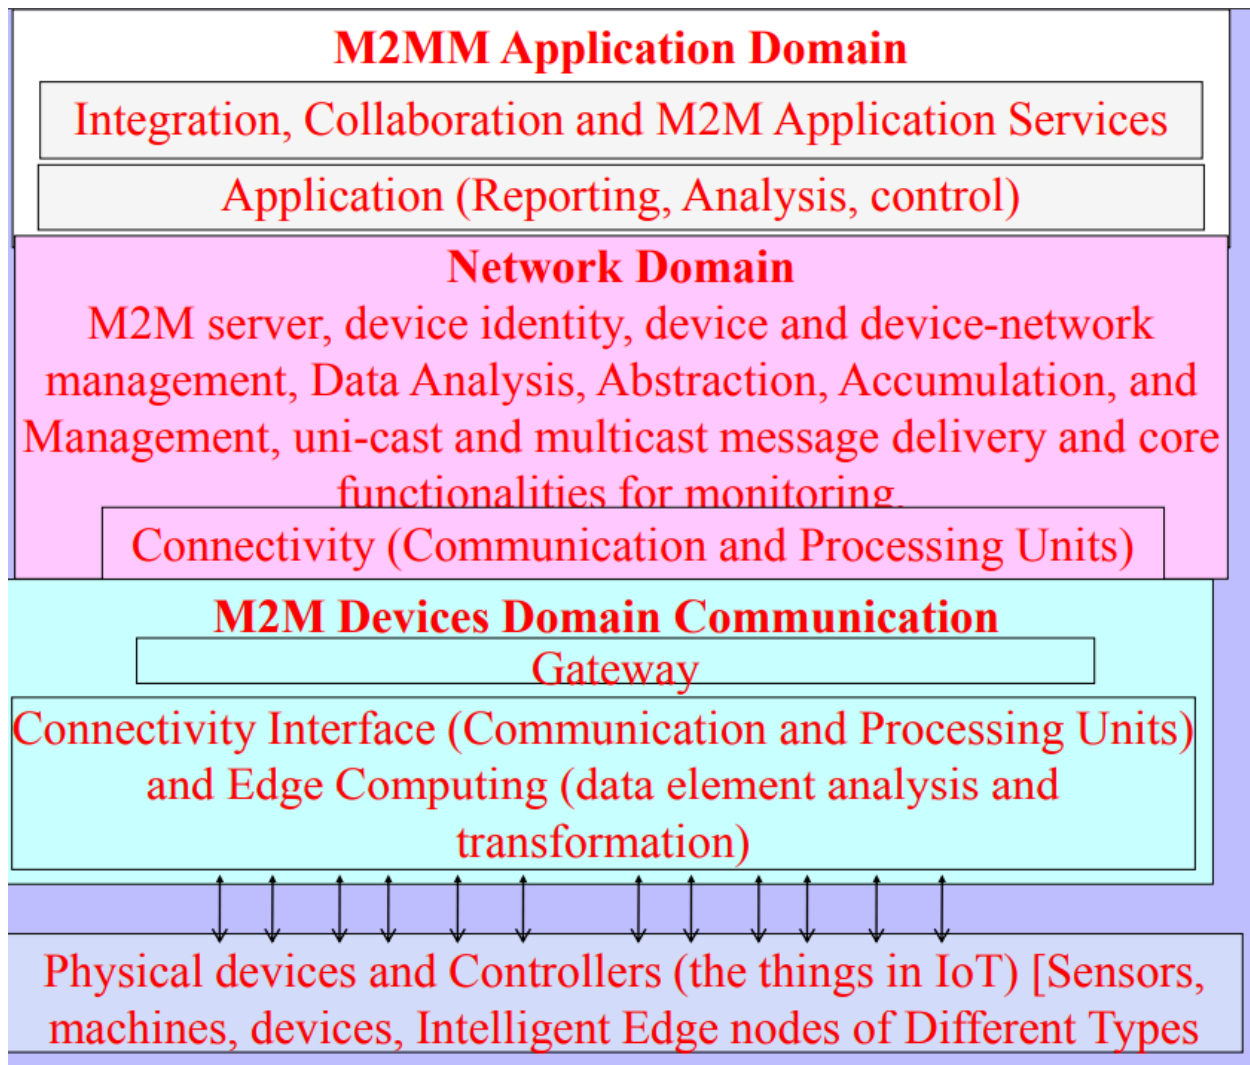 M2MM Application Domain
Integration, Collaboration and M2M Application Services
Application (Reporting, Analysis, control)
Network Domain
M2M server, device identity, device and device-network
management, Data Analysis, Abstraction, Accumulation, and
Management, uni-cast and multicast message delivery and core
functionalities for monitoring.
Connectivity (Communication and Processing Units)
M2M Devices Domain Communication
Gateway
Connectivity Interface (Communication and Processing Units)
and Edge Computing (data element analysis and
transformation)
Physical devices and Controllers (the things in IoT) [Sensors,
machines, devices, Intelligent Edge nodes of Different Types